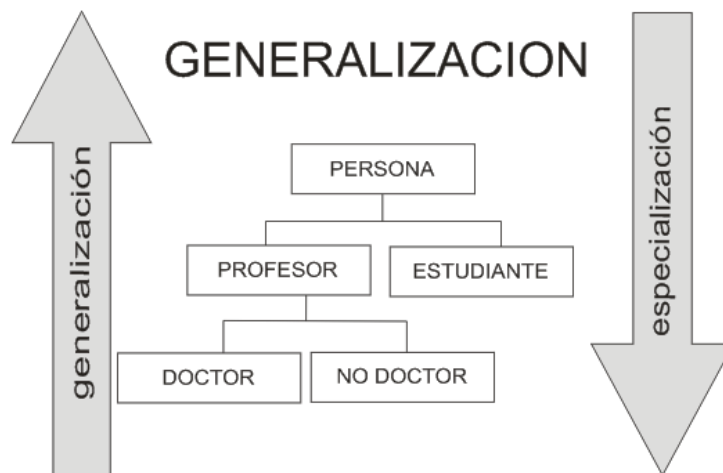 GENERALIZACION
generalización
especialización
PERSONA
PROFESOR
ESTUDIANTE
DOCTOR
NO DOCTOR